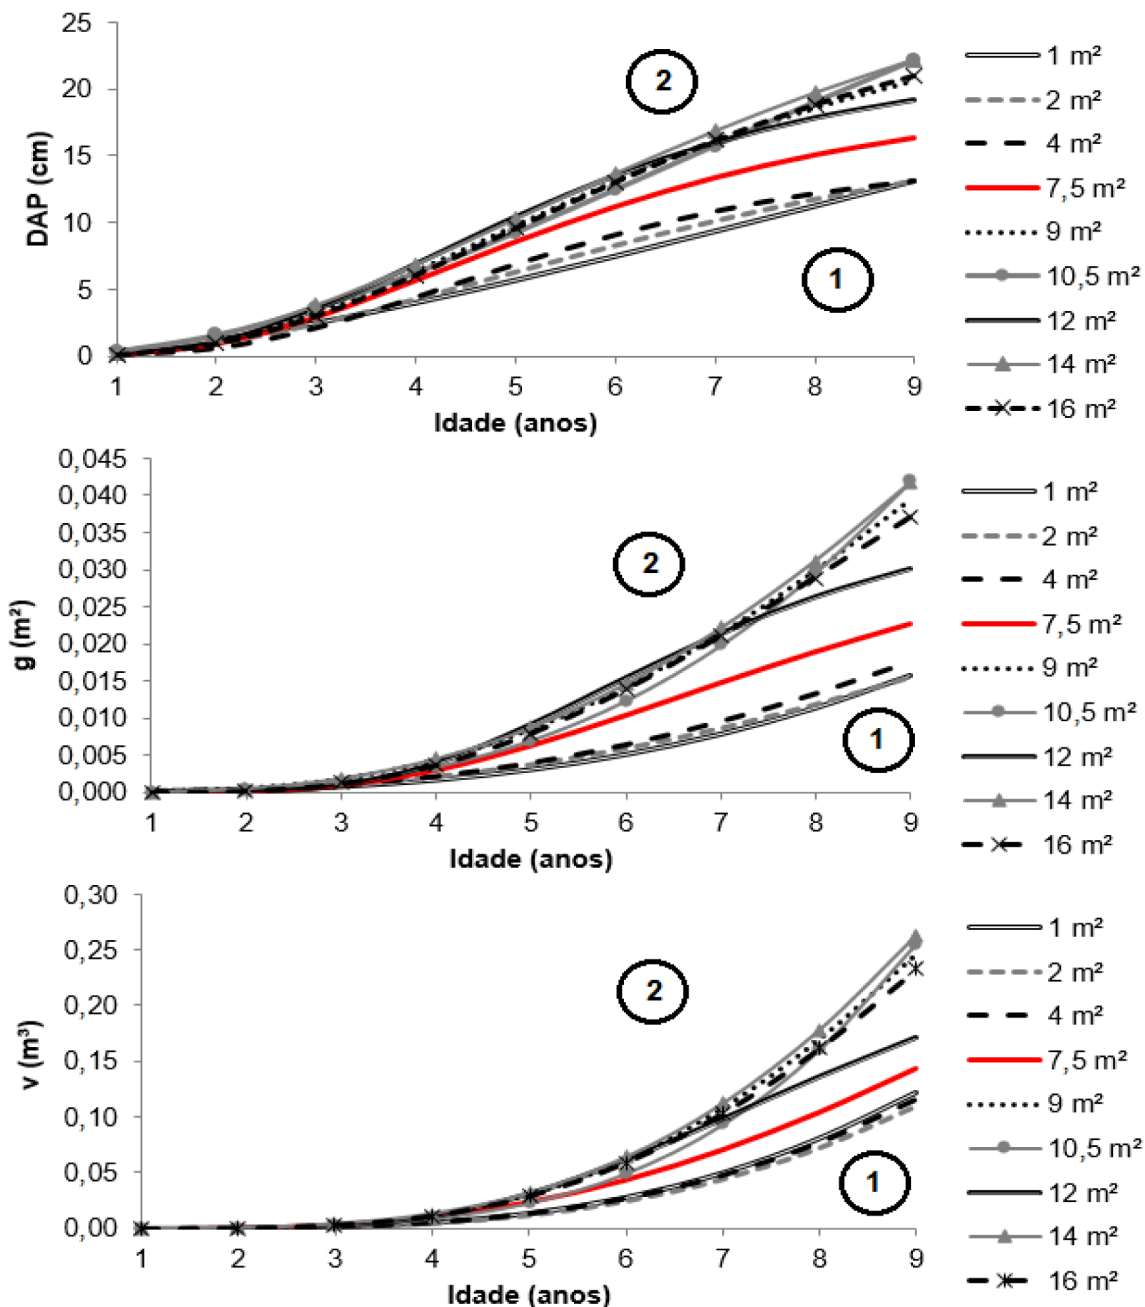 DAP (cm)
25
20
15
10
5
0
1 2 3 4 5 6 7 8 9
Idade (anos)
2
1
1 m²
2 m²
4 m²
7,5 m²
9 m²
10,5 m²
12 m²
14 m²
16 m²
g (m²)
0,045
0,040
0,035
0,030
0,025
0,020
0,015
0,010
0,005
0,000
1 2 3 4 5 6 7 8 9
Idade (anos)
2
1
1 m²
2 m²
4 m²
7,5 m²
9 m²
10,5 m²
12 m²
14 m²
16 m²
v (m³)
0,30
0,25
0,20
0,15
0,10
0,05
0,00
1 2 3 4 5 6 7 8 9
Idade (anos)
2
1
1 m²
2 m²
4 m²
7,5 m²
9 m²
10,5 m²
12 m²
14 m²
16 m²